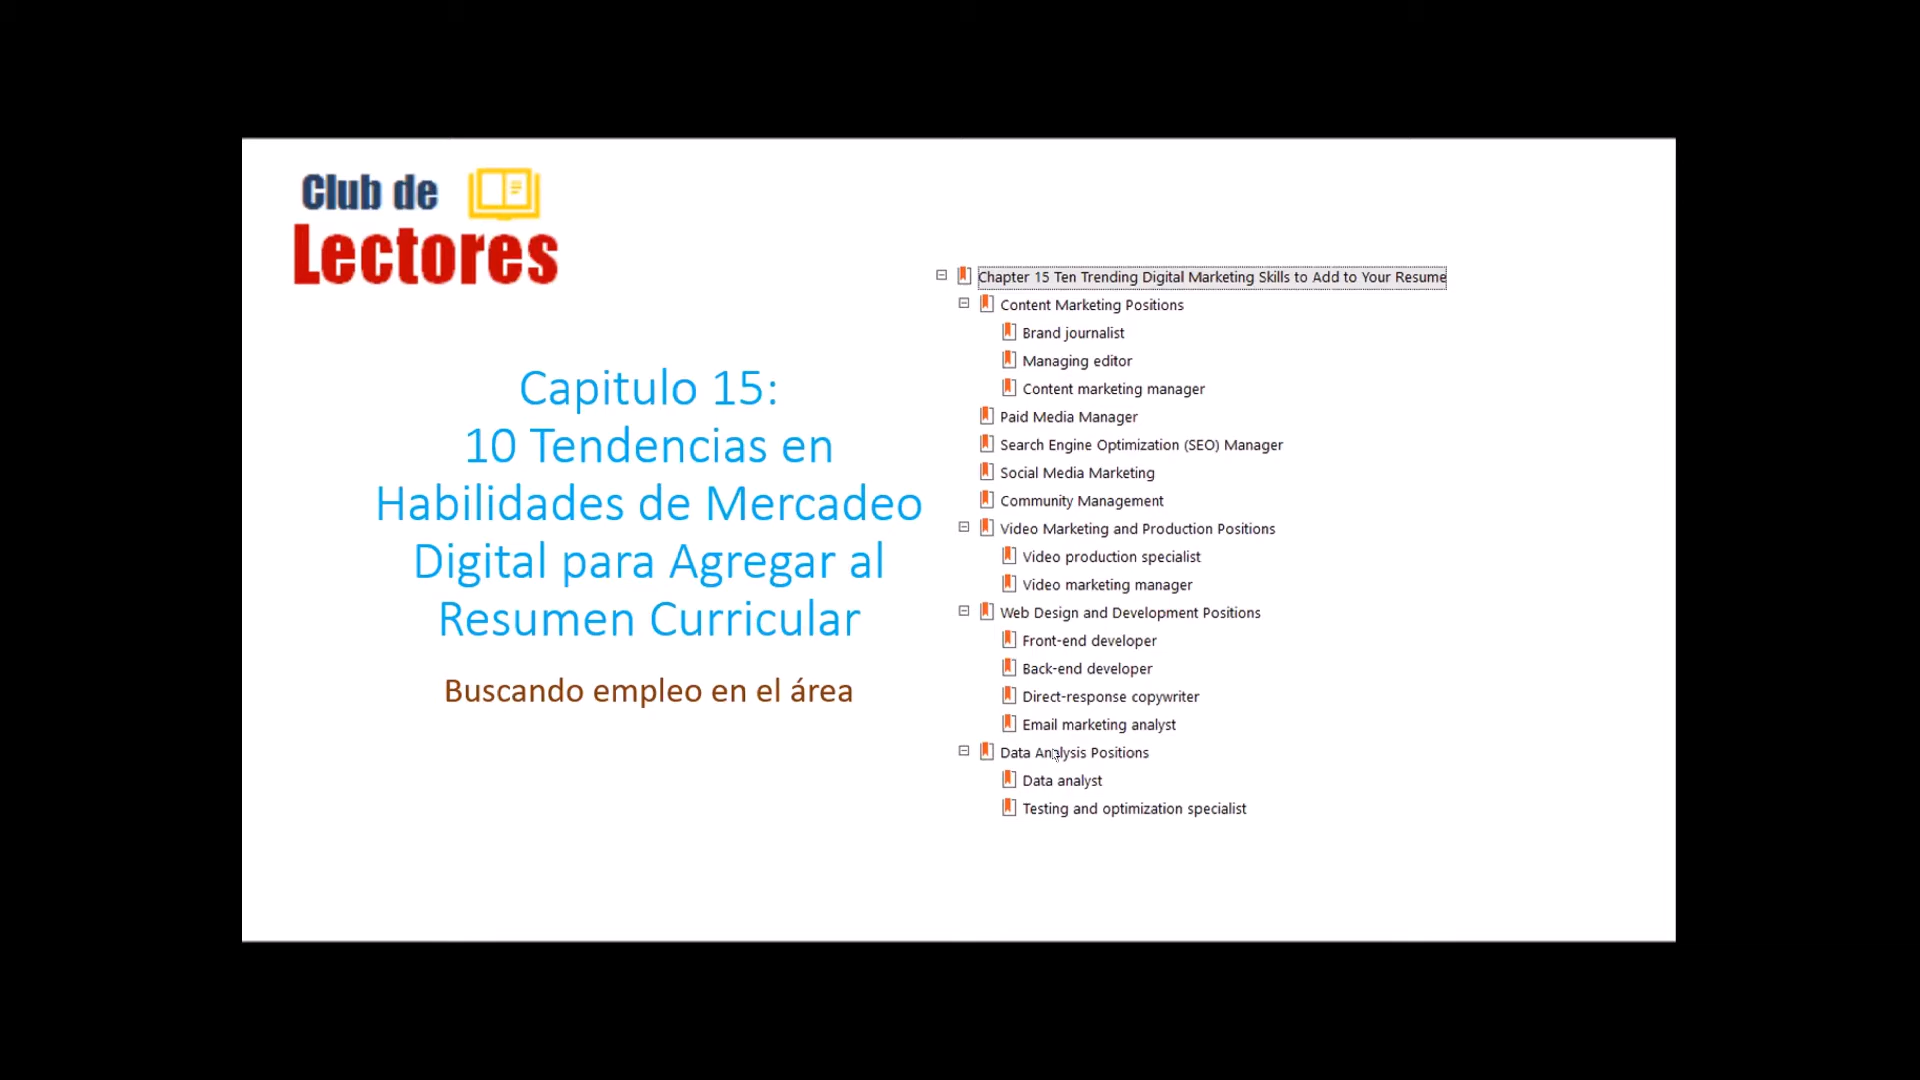 Club de
Lectores
Capitulo 15:
10 Tendencias en
Habilidades de Mercadeo
Digital para Agregar al
Resumen Curricular
Buscando empleo en el área
Chapter 15 Ten Trending Digital Marketing Skills to Add to Your Resume
Content Marketing Positions
Brand journalist
Managing editor
Content marketing manager
Paid Media Manager
Search Engine Optimization (SEO) Manager
Social Media Marketing
Community Management
Video Marketing and Production Positions
Video production specialist
Video marketing manager
Web Design and Development Positions
Front-end developer
Back-end developer
Direct-response copywriter
Email marketing analyst
Data Analysis Positions
Data analyst
Testing and optimization specialist